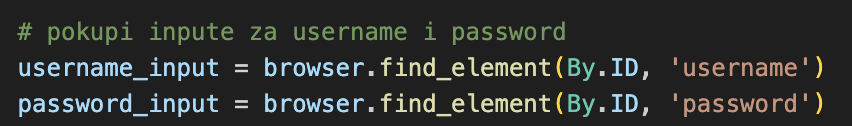 # pokupi inpute za username i password
username_input = browser.find_element(By.ID, 'username')
password_input = browser.find_element(By.ID, 'password')